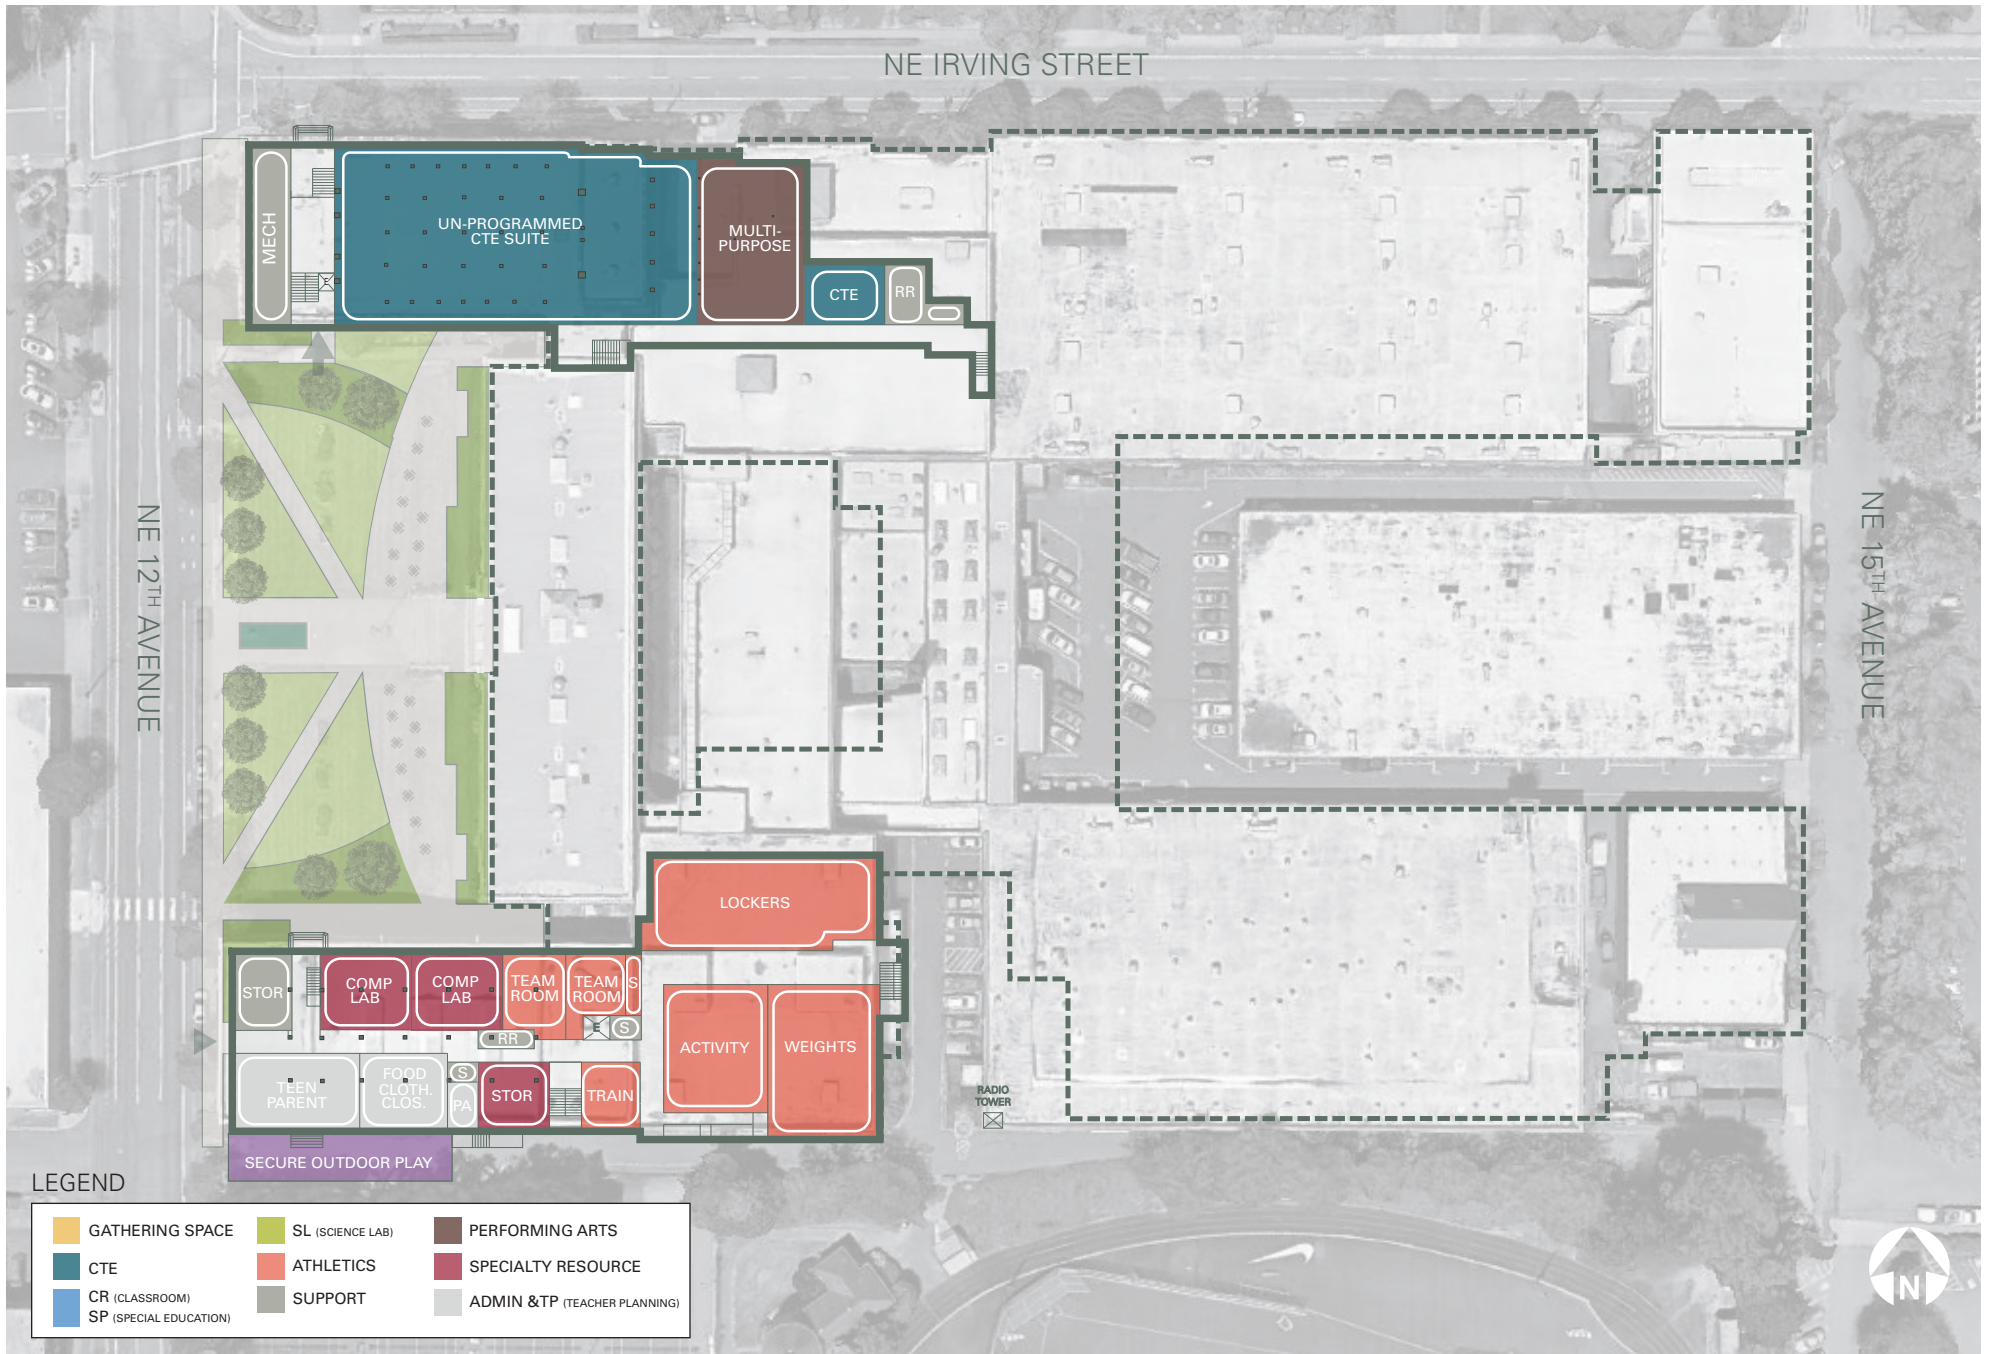 NE IRVING STREET
MECH
E
UN-PROGRAMMED
CTE SUITE
MULTI-
PURPOSE
CTE
RR
NE 12TH AVENUE
NE 15TH AVENUE
LOCKERS
STOR
COMP
LAB
COMP
LAB
TEAM
ROOM
TEAM
ROOM
S
E
S
RR
ACTIVITY
WEIGHTS
TEEN
PARENT
FOOD
CLOTH.
CLOS.
S
PA
STOR
TRAIN
RADIO
TOWER
SECURE OUTDOOR PLAY
LEGEND
GATHERING SPACE
CTE
CR (CLASSROOM)
SP (SPECIAL EDUCATION)
SL (SCIENCE LAB)
ATHLETICS
SUPPORT
PERFORMING ARTS
SPECIALTY RESOURCE
ADMIN &TP (TEACHER PLANNING)
N